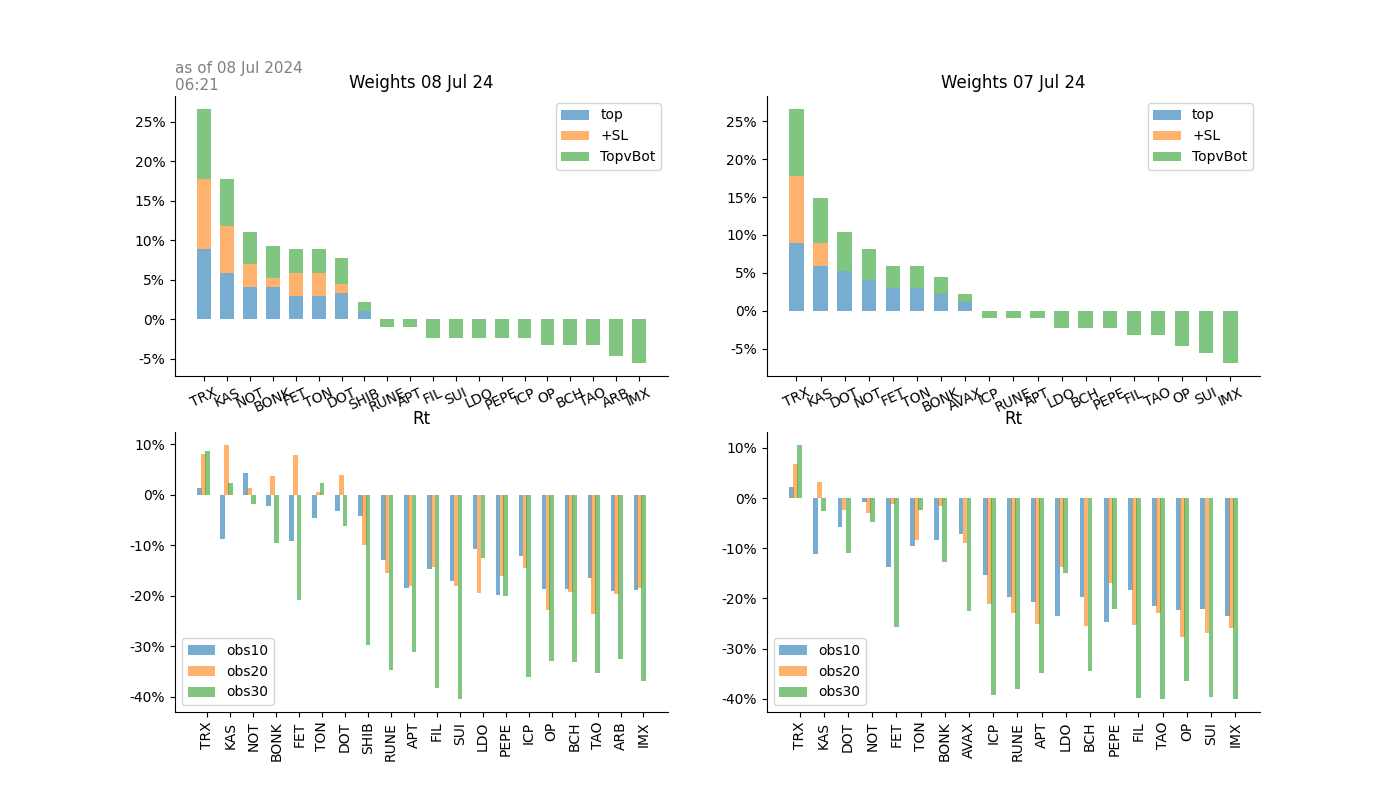 as of 08 Jul 2024
06:21
Weights 08 Jul 24
25%
20%
15%
10%
5%
0%
-5%
top
+SL
TopvBot
TRX KAS NOT BONK FET TON DOT SHIB RUNE APT FIL SUI LDO PEPE ICP OP BCH TAO ARB IMX
Weights 07 Jul 24
25%
20%
15%
10%
5%
0%
-5%
top
+SL
TopvBot
TRX KAS DOT NOT FET TON BONK AVAX ICP RUNE APT LDO BCH PEPE FIL TAO OP SUI IMX
Rt
10%
0%
-10%
-20%
-30%
-40%
obs10
obs20
obs30
TRX KAS NOT BONK FET TON DOT SHIB RUNE APT FIL SUI LDO PEPE ICP OP BCH TAO ARB IMX
Rt
10%
0%
-10%
-20%
-30%
-40%
obs10
obs20
obs30
TRX KAS DOT NOT FET TON BONK AVAX ICP RUNE APT LDO BCH PEPE FIL TAO OP SUI IMX